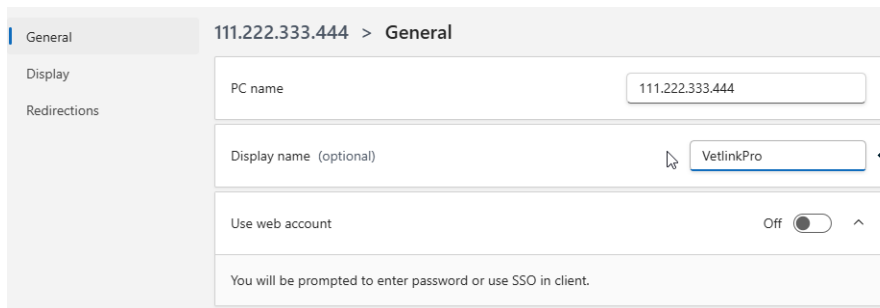 General
Display
Redirections
111.222.333.444 > General
PC name
111.222.333.444
Display name (optional)
VetlinkPro
Use web account
Off
You will be prompted to enter password or use SSO in client.